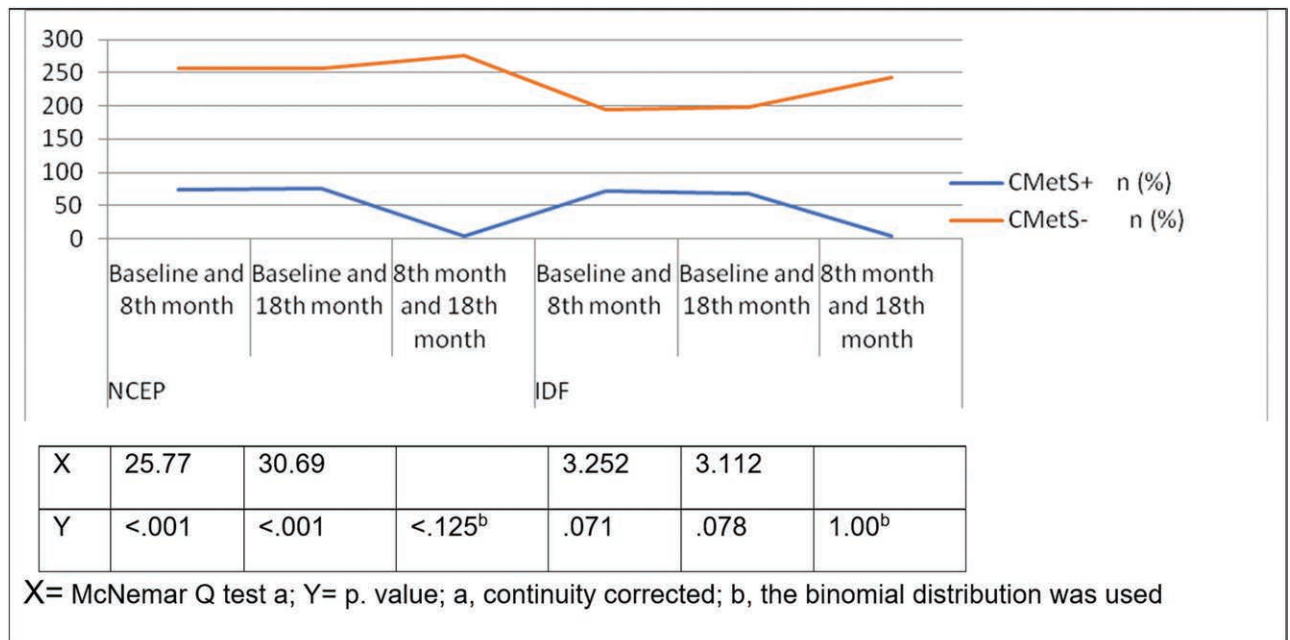 300
250
200
150
100
50
0
Baseline and 8th month
Baseline and 18th month
8th month and 18th month
Baseline and 8th month
Baseline and 18th month
8th month and 18th month
NCEP
IDF
CMetS+ n (%)
CMetS- n (%)
X 25.77 30.69 3.252 3.112
Y <.001 <.001 <.125b .071 .078 1.00b
X= McNemar Q test a; Y= p. value; a, continuity corrected; b, the binomial distribution was used